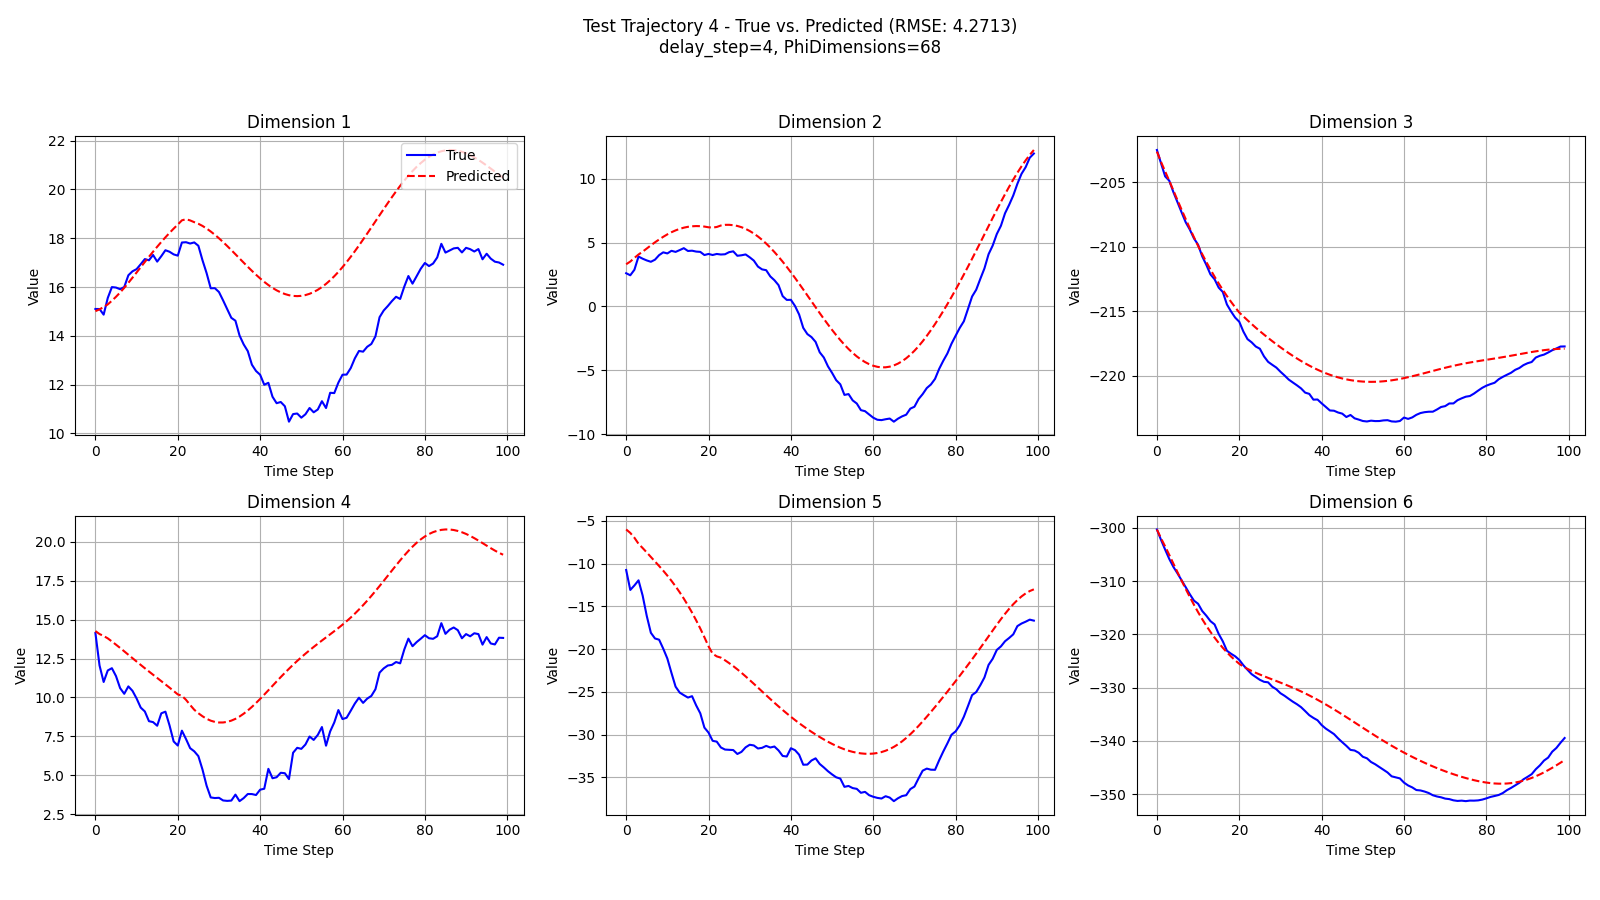 Test Trajectory 4 - True vs. Predicted (RMSE: 4.2713)
delay_step=4, PhiDimensions=68
Dimension 1
22
20
18
16
14
12
10
Value
0 20 40 60 80 100
Time Step
True
Predicted
Dimension 2
10
5
0
−5
−10
Value
0 20 40 60 80 100
Time Step
Dimension 3
−205
−210
−215
−220
Value
0 20 40 60 80 100
Time Step
Dimension 4
20.0
17.5
15.0
12.5
10.0
7.5
5.0
2.5
Value
0 20 40 60 80 100
Time Step
Dimension 5
−5
−10
−15
−20
−25
−30
−35
Value
0 20 40 60 80 100
Time Step
Dimension 6
−300
−310
−320
−330
−340
−350
Value
0 20 40 60 80 100
Time Step